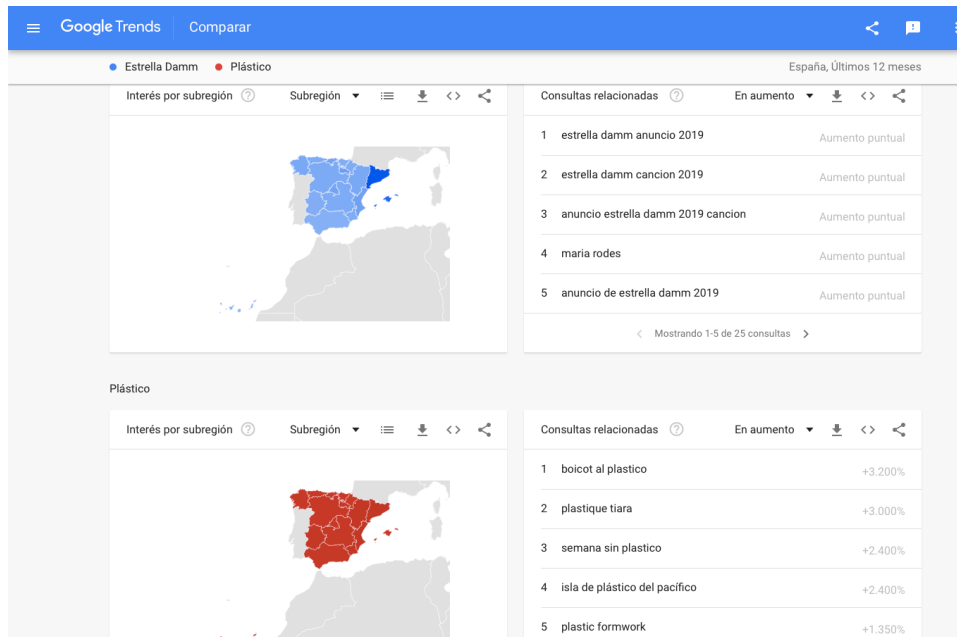 Google Trends Comparar
Estrella Damm Plástico España, Últimos 12 meses
Interés por subregión Subregión
Consultas relacionadas En aumento
1 estrella damm anuncio 2019 Aumento puntual
2 estrella damm cancion 2019 Aumento puntual
3 anuncio estrella damm 2019 cancion Aumento puntual
4 maria rodes Aumento puntual
5 anuncio de estrella damm 2019 Aumento puntual
Mostrando 1-5 de 25 consultas
Plástico
Interés por subregión Subregión
Consultas relacionadas En aumento
1 boicot al plastico +3.200%
2 plastique tiara +3.000%
3 semana sin plastico +2.400%
4 isla de plástico del pacífico +2.400%
5 plastic formwork +1.350%